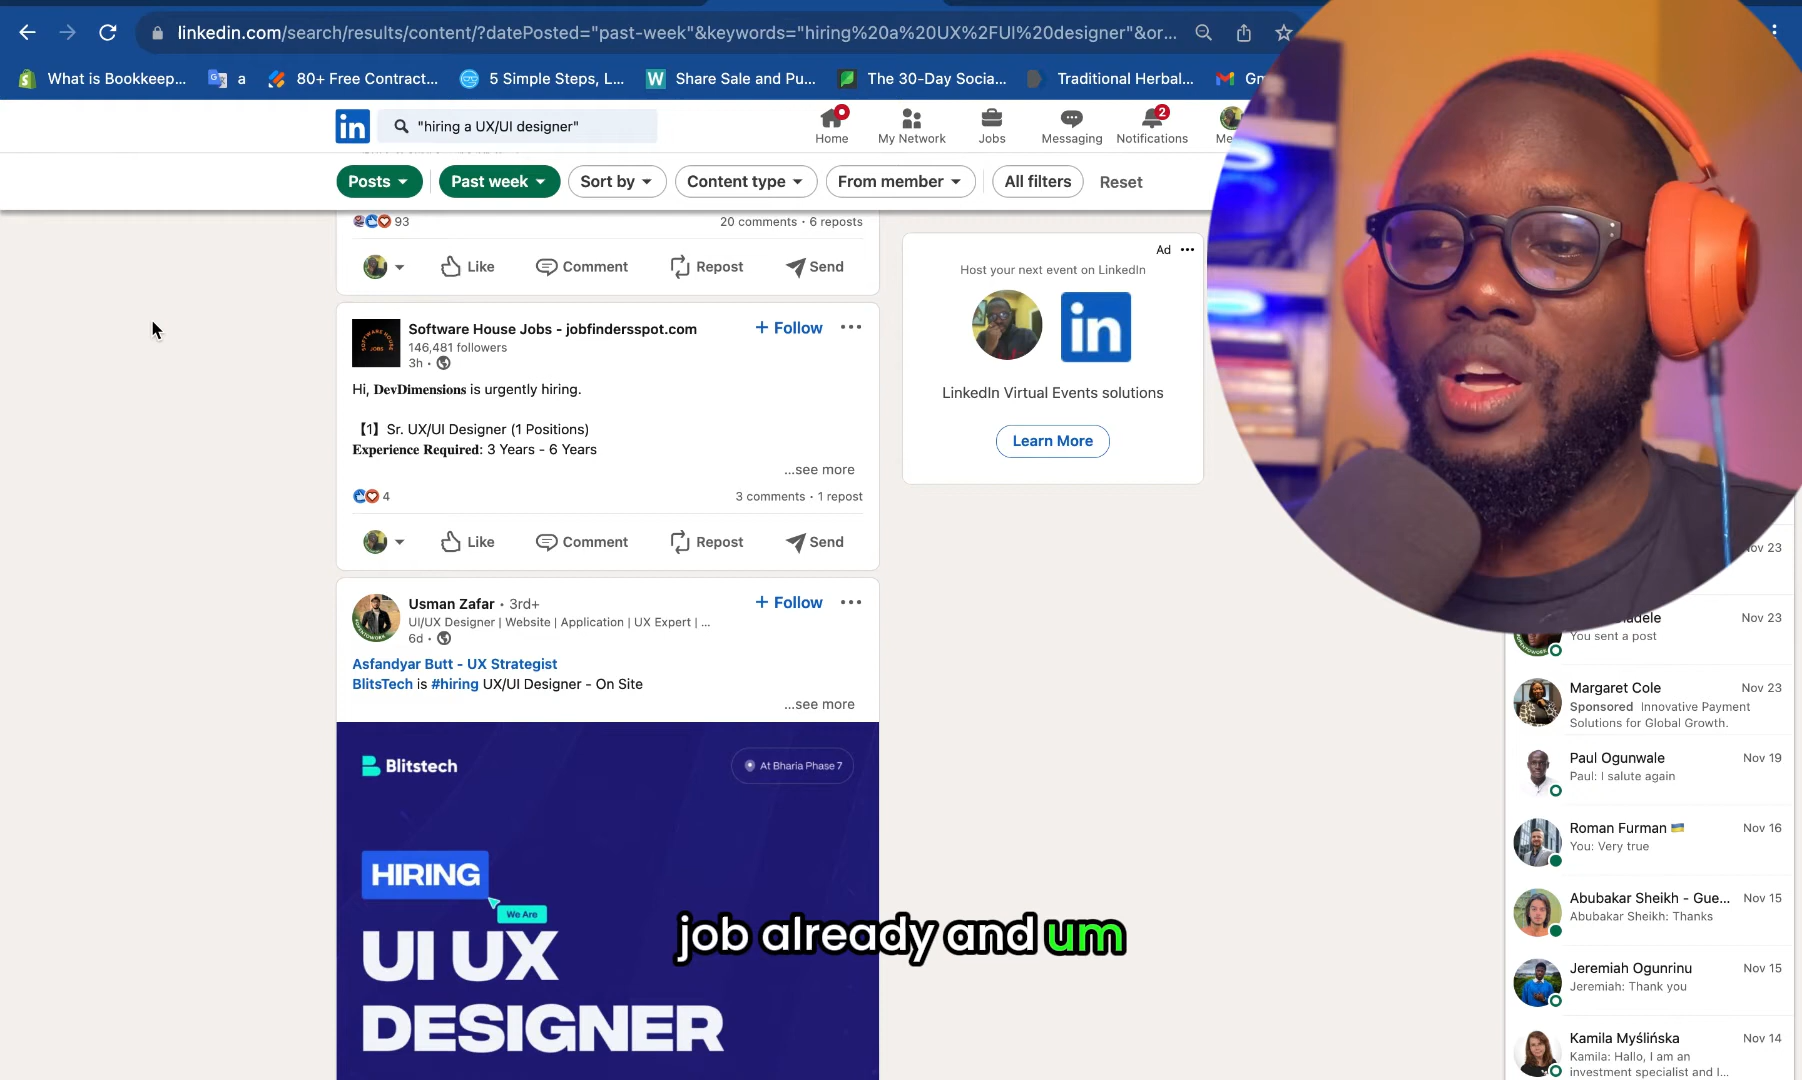 linkedin.com/search/results/content/?datePosted="past-week"&keywords="hiring%20a%20UX%2FUI%20designer"&or...
What is Bookkeep...
a
80+ Free Contract...
5 Simple Steps, L...
Share Sale and Pu...
The 30-Day Socia...
Traditional Herbal...
in
"hiring a UX/UI designer"
Home
My Network
Jobs
Messaging
2
Notifications
Posts
Past week
Sort by
Content type
From member
All filters
Reset
93
20 comments • 6 reposts
Like
Comment
Repost
Send
Ad
Host your next event on LinkedIn
in
LinkedIn Virtual Events solutions
Learn More
SOFTWARE HOUSE
JOBS
Software House Jobs - jobfindersspot.com
146,481 followers
3h •
+ Follow
Hi, DevDimensions is urgently hiring.
【1】Sr. UX/UI Designer (1 Positions)
Experience Required: 3 Years - 6 Years
...see more
4
3 comments • 1 repost
Like
Comment
Repost
Send
Usman Zafar • 3rd+
UI/UX Designer | Website | Application | UX Expert | ...
6d •
+ Follow
Asfandyar Butt - UX Strategist
BlitsTech is #hiring UX/UI Designer - On Site
...see more
Blitstech
At Bharia Phase 7
HIRING
We Are
UI UX
DESIGNER
job already and um
Nov 23
You sent a post
Margaret Cole
Nov 23
Sponsored Innovative Payment
Solutions for Global Growth.
Paul Ogunwale
Nov 19
Paul: I salute again
Roman Furman
Nov 16
You: Very true
Abubakar Sheikh - Gue...
Nov 15
Abubakar Sheikh: Thanks
Jeremiah Ogunrinu
Nov 15
Jeremiah: Thank you
Kamila Myślińska
Nov 14
Kamila: Hallo, I am an
investment specialist and I...